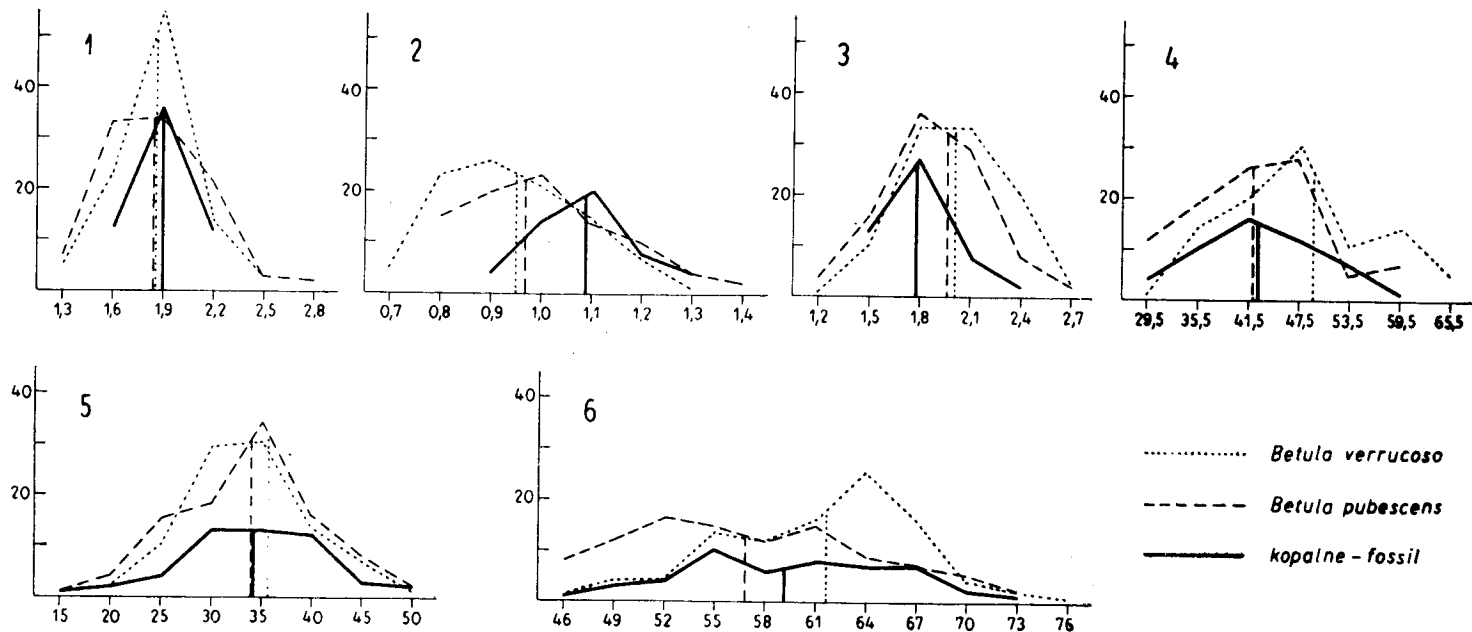 1
40
20
1,3 1,6 1,9 2,2 2,5 2,8
2
40
20
0,7 0,8 0,9 1,0 1,1 1,2 1,3 1,4
3
40
20
1,2 1,5 1,8 2,1 2,4 2,7
4
40
20
29,5 35,5 41,5 47,5 53,5 59,5 65,5
5
40
20
15 20 25 30 35 40 45 50
6
40
20
46 49 52 55 58 61 64 67 70 73 76
Betula verrucosa
Betula pubescens
kopalne - fossil